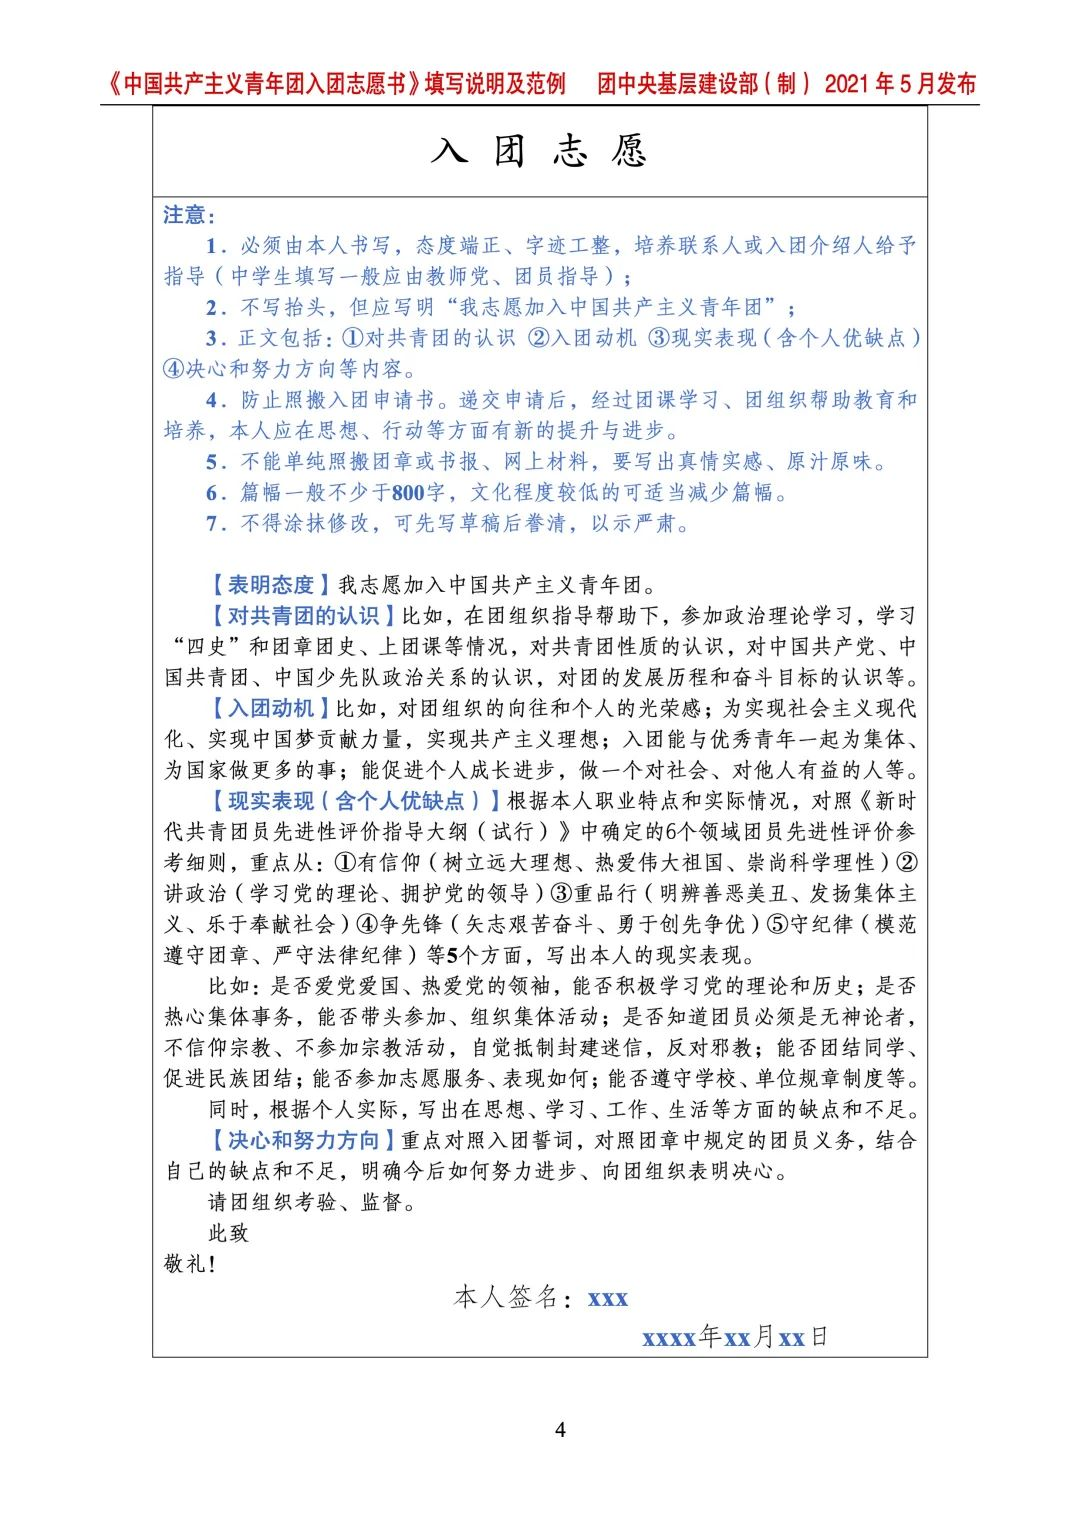 《中国共产主义青年团入团志愿书》填写说明及范例 团中央基层建设部（制） 2021年5月发布
入 团 志 愿
注意：
1．必须由本人书写，态度端正、字迹工整，培养联系人或入团介绍人给予
指导（中学生填写一般应由教师党、团员指导）；
2．不写抬头，但应写明“我志愿加入中国共产主义青年团”；
3．正文包括：①对共青团的认识 ②入团动机 ③现实表现（含个人优缺点）
④决心和努力方向等内容。
4．防止照搬入团申请书。递交申请后，经过团课学习、团组织帮助教育和
培养，本人应在思想、行动等方面有新的提升与进步。
5．不能单纯照搬团章或书报、网上材料，要写出真情实感、原汁原味。
6．篇幅一般不少于800字，文化程度较低的可适当减少篇幅。
7．不得涂抹修改，可先写草稿后誊清，以示严肃。
【表明态度】我志愿加入中国共产主义青年团。
【对共青团的认识】比如，在团组织指导帮助下，参加政治理论学习，学习
“四史”和团章团史、上团课等情况，对共青团性质的认识，对中国共产党、中
国共青团、中国少先队政治关系的认识，对团的发展历程和奋斗目标的认识等。
【入团动机】比如，对团组织的向往和个人的光荣感；为实现社会主义现代
化、实现中国梦贡献力量，实现共产主义理想；入团能与优秀青年一起为集体、
为国家做更多的事；能促进个人成长进步，做一个对社会、对他人有益的人等。
【现实表现（含个人优缺点）】根据本人职业特点和实际情况，对照《新时
代共青团员先进性评价指导大纲（试行）》中确定的6个领域团员先进性评价参
考细则，重点从：①有信仰（树立远大理想、热爱伟大祖国、崇尚科学理性）②
讲政治（学习党的理论、拥护党的领导）③重品行（明辨善恶美丑、发扬集体主
义、乐于奉献社会）④争先锋（矢志艰苦奋斗、勇于创先争优）⑤守纪律（模范
遵守团章、严守法律纪律）等5个方面，写出本人的现实表现。
比如：是否爱党爱国、热爱党的领袖，能否积极学习党的理论和历史；是否
热心集体事务，能否带头参加、组织集体活动；是否知道团员必须是无神论者，
不信仰宗教、不参加宗教活动，自觉抵制封建迷信，反对邪教；能否团结同学、
促进民族团结；能否参加志愿服务、表现如何；能否遵守学校、单位规章制度等。
同时，根据个人实际，写出在思想、学习、工作、生活等方面的缺点和不足。
【决心和努力方向】重点对照入团誓词，对照团章中规定的团员义务，结合
自己的缺点和不足，明确今后如何努力进步、向团组织表明决心。
请团组织考验、监督。
此致
敬礼！
本人签名：xxx
xxxx年xx月xx日
4